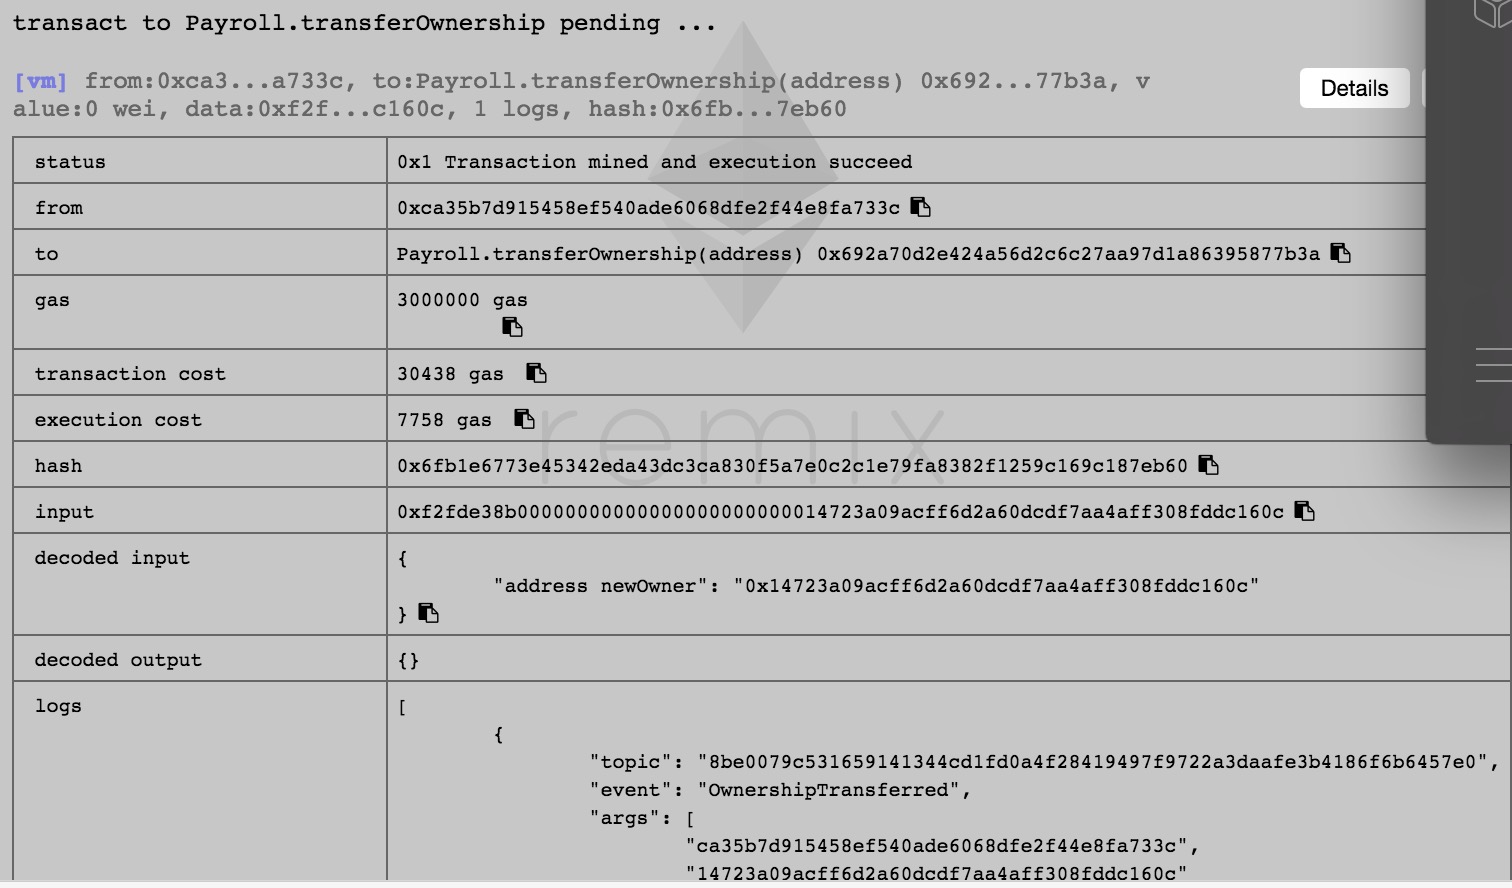 transact to Payroll.transferOwnership pending ...
[vm] from:0xca3...a733c, to:Payroll.transferOwnership(address) 0x692...77b3a, v
alue:0 wei, data:0xf2f...c160c, 1 logs, hash:0x6fb...7eb60
Details
status 0x1 Transaction mined and execution succeed
from 0xca35b7d915458ef540ade6068dfe2f44e8fa733c
to Payroll.transferOwnership(address) 0x692a70d2e424a56d2c6c27aa97d1a86395877b3a
gas 3000000 gas
transaction cost 30438 gas
execution cost 7758 gas
remix
hash 0x6fb1e6773e45342eda43dc3ca830f5a7e0c2c1e79fa8382f1259c169c187eb60
input 0xf2fde38b00000000000000000000000014723a09acff6d2a60dcdf7aa4aff308fddc160c
decoded input {
"address newOwner": "0x14723a09acff6d2a60dcdf7aa4aff308fddc160c"
}
decoded output {}
logs [
{
"topic": "8be0079c531659141344cd1fd0a4f28419497f9722a3daafe3b4186f6b6457e0",
"event": "OwnershipTransferred",
"args": [
"ca35b7d915458ef540ade6068dfe2f44e8fa733c",
"14723a09acff6d2a60dcdf7aa4aff308fddc160c"